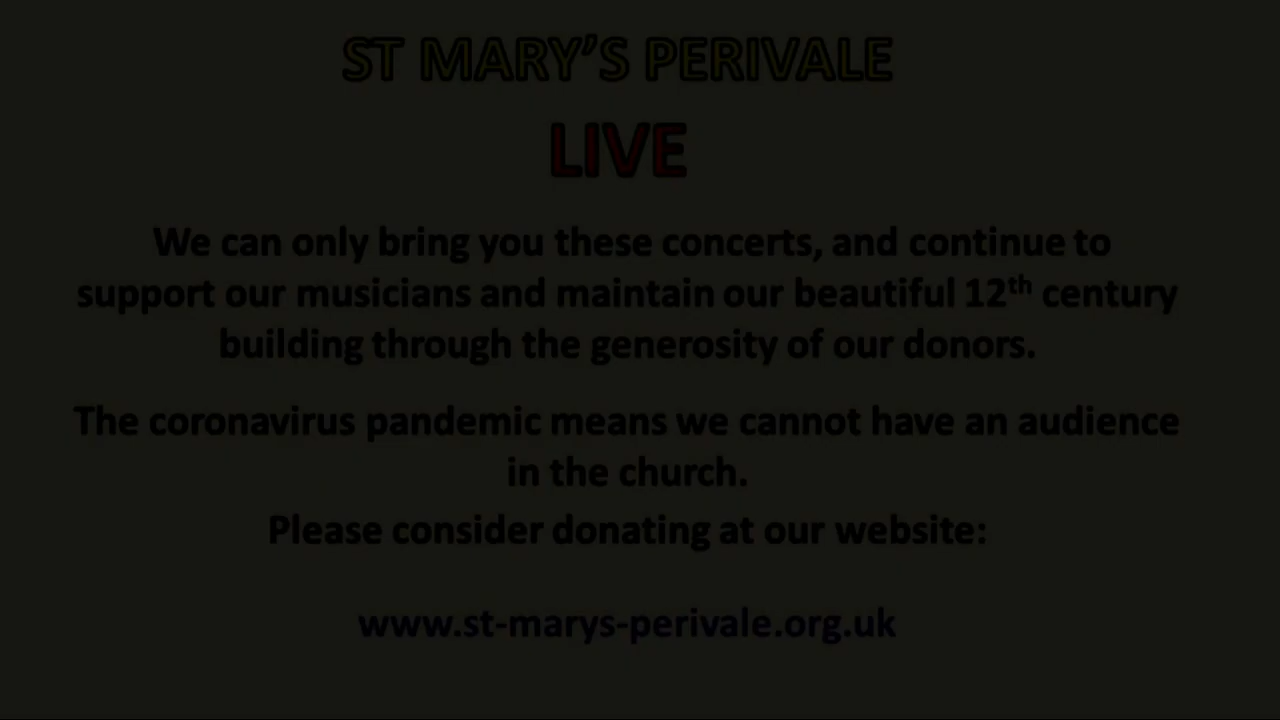 ST MARY’S PERIVALE
LIVE
We can only bring you these concerts, and continue to
support our musicians and maintain our beautiful 12th century
building through the generosity of our donors.
The coronavirus pandemic means we cannot have an audience
in the church.
Please consider donating at our website:
www.st-marys-perivale.org.uk